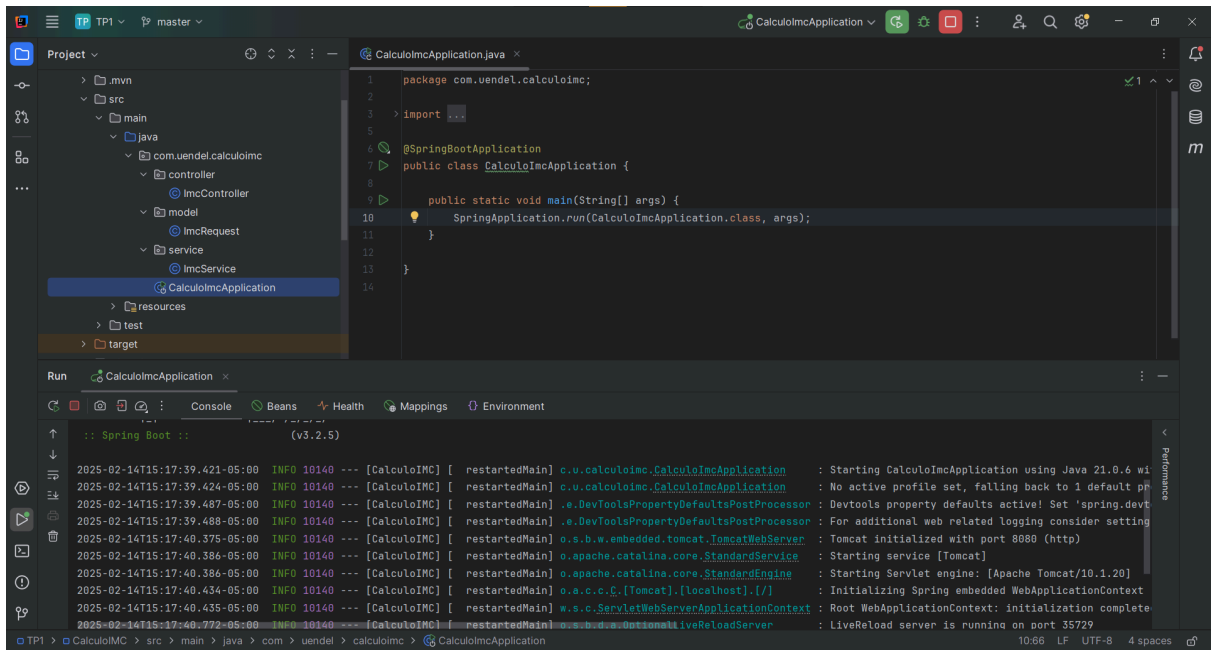 TP TP1 master CalculoImcApplication
Project
CalculoImcApplication.java
.mvn
src
main
java
com.uendel.calculoimc
controller
ImcController
model
ImcRequest
service
ImcService
CalculoImcApplication
resources
test
target
1 package com.uendel.calculoimc;
2
3 import ...
5
6 @SpringBootApplication
7 public class CalculoImcApplication {
8
9 public static void main(String[] args) {
10 SpringApplication.run(CalculoImcApplication.class, args);
11 }
12
13 }
14
1
m
Run CalculoImcApplication
Console Beans Health Mappings Environment
:: Spring Boot :: (v3.2.5)
2025-02-14T15:17:39.421-05:00 INFO 10140 --- [CalculoIMC] [ restartedMain] c.u.calculoimc.CalculoImcApplication : Starting CalculoImcApplication using Java 21.0.6 wi
2025-02-14T15:17:39.424-05:00 INFO 10140 --- [CalculoIMC] [ restartedMain] c.u.calculoimc.CalculoImcApplication : No active profile set, falling back to 1 default pr
2025-02-14T15:17:39.487-05:00 INFO 10140 --- [CalculoIMC] [ restartedMain] .e.DevToolsPropertyDefaultsPostProcessor : Devtools property defaults active! Set 'spring.devt
2025-02-14T15:17:39.488-05:00 INFO 10140 --- [CalculoIMC] [ restartedMain] .e.DevToolsPropertyDefaultsPostProcessor : For additional web related logging consider setting
2025-02-14T15:17:40.375-05:00 INFO 10140 --- [CalculoIMC] [ restartedMain] o.s.b.w.embedded.tomcat.TomcatWebServer : Tomcat initialized with port 8080 (http)
2025-02-14T15:17:40.386-05:00 INFO 10140 --- [CalculoIMC] [ restartedMain] o.apache.catalina.core.StandardService : Starting service [Tomcat]
2025-02-14T15:17:40.386-05:00 INFO 10140 --- [CalculoIMC] [ restartedMain] o.apache.catalina.core.StandardEngine : Starting Servlet engine: [Apache Tomcat/10.1.20]
2025-02-14T15:17:40.434-05:00 INFO 10140 --- [CalculoIMC] [ restartedMain] o.a.c.c.C.[Tomcat].[localhost].[/] : Initializing Spring embedded WebApplicationContext
2025-02-14T15:17:40.435-05:00 INFO 10140 --- [CalculoIMC] [ restartedMain] w.s.c.ServletWebServerApplicationContext : Root WebApplicationContext: initialization complete
2025-02-14T15:17:40.772-05:00 INFO 10140 --- [CalculoIMC] [ restartedMain] o.s.b.d.a.OptionalLiveReloadServer : LiveReload server is running on port 35729
Performance
TP1 > CalculoIMC > src > main > java > com > uendel > calculoimc > CalculoImcApplication 10:66 LF UTF-8 4 spaces